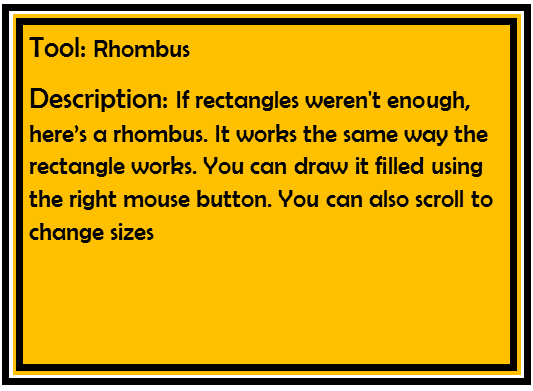 Tool: Rhombus
Description: If rectangles weren't enough,
here’s a rhombus. It works the same way the
rectangle works. You can draw it filled using
the right mouse button. You can also scroll to
change sizes